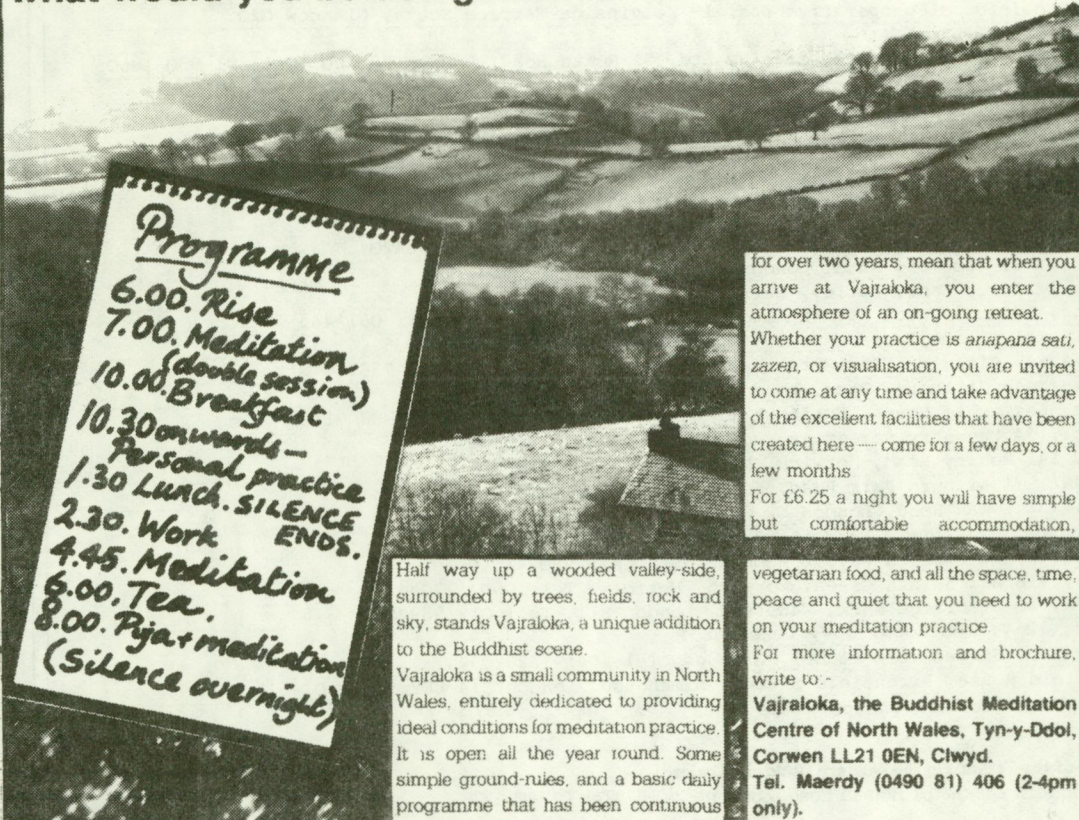 what would you be doing
Programme
6.00. Rise
7.00. Meditation
(double session)
10.00. Breakfast
10.30 onwards –
Personal practice
1.30 Lunch. SILENCE
ENDS.
2.30. Work
4.45. Meditation
6.00. Tea.
8.00. Puja + meditation
(Silence overnight)
Half way up a wooded valley-side,
surrounded by trees, fields, rock and
sky, stands Vajraloka, a unique addition
to the Buddhist scene.
Vajraloka is a small community in North
Wales, entirely dedicated to providing
ideal conditions for meditation practice.
It is open all the year round. Some
simple ground-rules, and a basic daily
programme that has been continuous
for over two years, mean that when you
arrive at Vajraloka, you enter the
atmosphere of an on-going retreat.
Whether your practice is anapana sati,
zazen, or visualisation, you are invited
to come at any time and take advantage
of the excellent facilities that have been
created here — come for a few days, or a
few months
For £6.25 a night you will have simple
but comfortable accommodation,
vegetarian food, and all the space, time,
peace and quiet that you need to work
on your meditation practice
For more information and brochure,
write to:-
Vajraloka, the Buddhist Meditation
Centre of North Wales, Tyn-y-Ddol,
Corwen LL21 0EN, Clwyd.
Tel. Maerdy (0490 81) 406 (2-4pm
only).